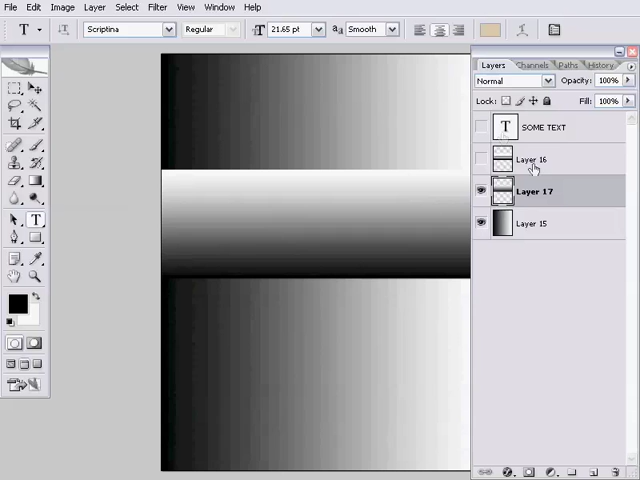 File Edit Image Layer Select Filter View Window Help
T Scriptina Regular T 21.65 pt aa Smooth
Layers Channels Paths History
Normal Opacity: 100%
Lock: Fill: 100%
T SOME TEXT
Layer 16
Layer 17
Layer 15
T